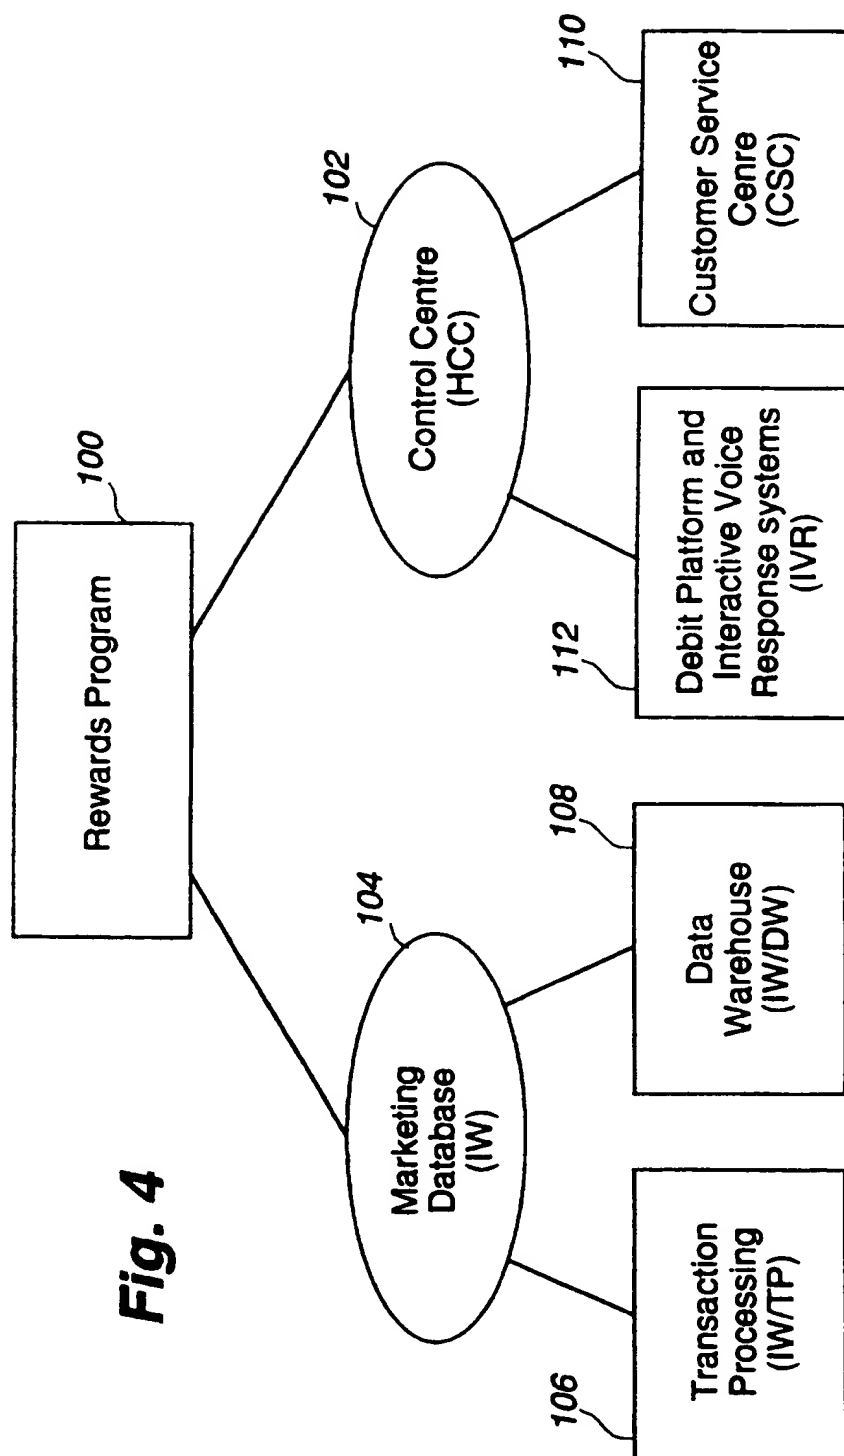 Fig. 4
Rewards Program
100
Marketing
Database
(IW)
104
Control Centre
(HCC)
102
Transaction
Processing
(IW/TP)
106
Data
Warehouse
(IW/DW)
108
Debit Platform and
Interactive Voice
Response systems
(IVR)
112
Customer Service
Cenre
(CSC)
110